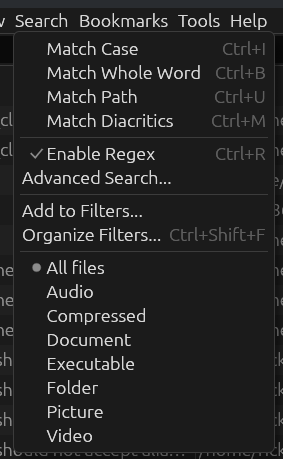 Search Bookmarks Tools Help
Match Case Ctrl+I
Match Whole Word Ctrl+B
Match Path Ctrl+U
Match Diacritics Ctrl+M
✓ Enable Regex Ctrl+R
Advanced Search...
Add to Filters...
Organize Filters... Ctrl+Shift+F
All files
Audio
Compressed
Document
Executable
Folder
Picture
Video